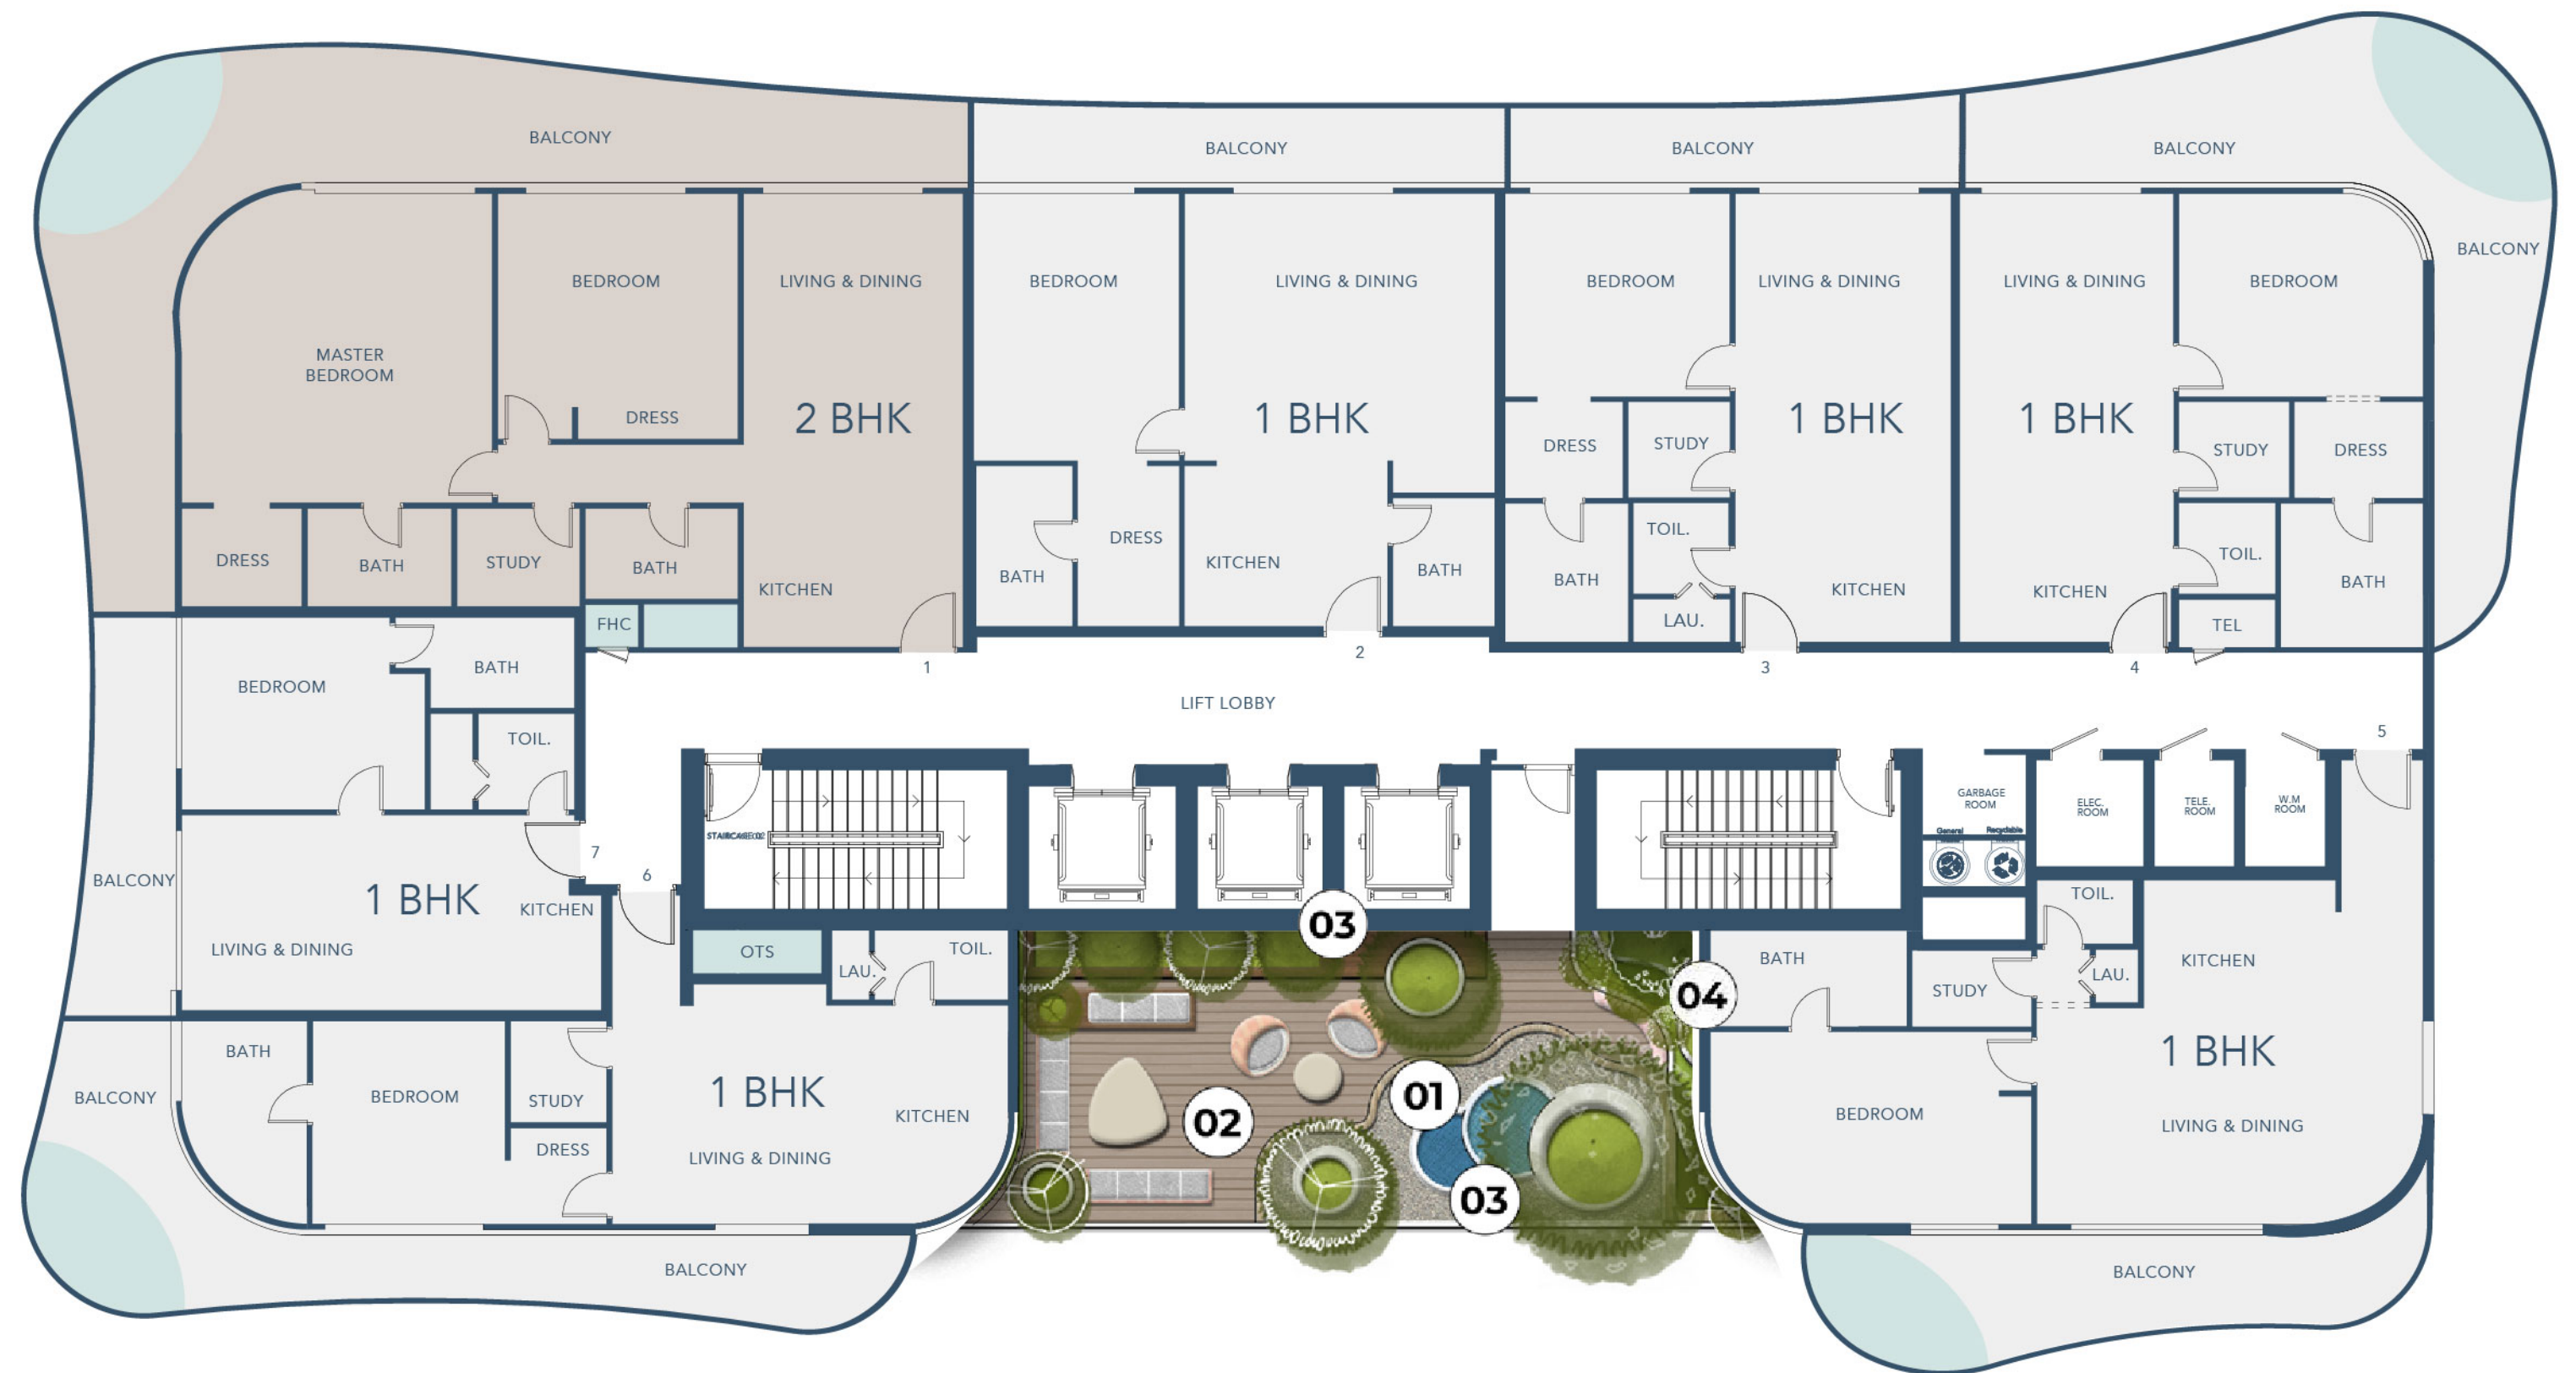 BALCONY
BALCONY
BALCONY
BALCONY
BALCONY
MASTER
BEDROOM
BEDROOM
DRESS
LIVING & DINING
2 BHK
DRESS
BATH
STUDY
BATH
KITCHEN
FHC
1
BEDROOM
LIVING & DINING
1 BHK
BATH
DRESS
KITCHEN
BATH
2
BEDROOM
LIVING & DINING
1 BHK
DRESS
STUDY
TOIL.
BATH
LAU.
KITCHEN
3
LIVING & DINING
BEDROOM
1 BHK
STUDY
DRESS
TOIL.
BATH
KITCHEN
TEL
4
LIFT LOBBY
5
BEDROOM
BATH
TOIL.
7
6
BALCONY
1 BHK
KITCHEN
LIVING & DINING
GARBAGE
ROOM
General
Recyclable
ELEC.
ROOM
TELE.
ROOM
W.M
ROOM
03
OTS
LAU.
TOIL.
BALCONY
BATH
BEDROOM
STUDY
DRESS
1 BHK
KITCHEN
LIVING & DINING
BALCONY
04
01
02
03
BATH
STUDY
TOIL.
LAU.
KITCHEN
1 BHK
BEDROOM
LIVING & DINING
BALCONY